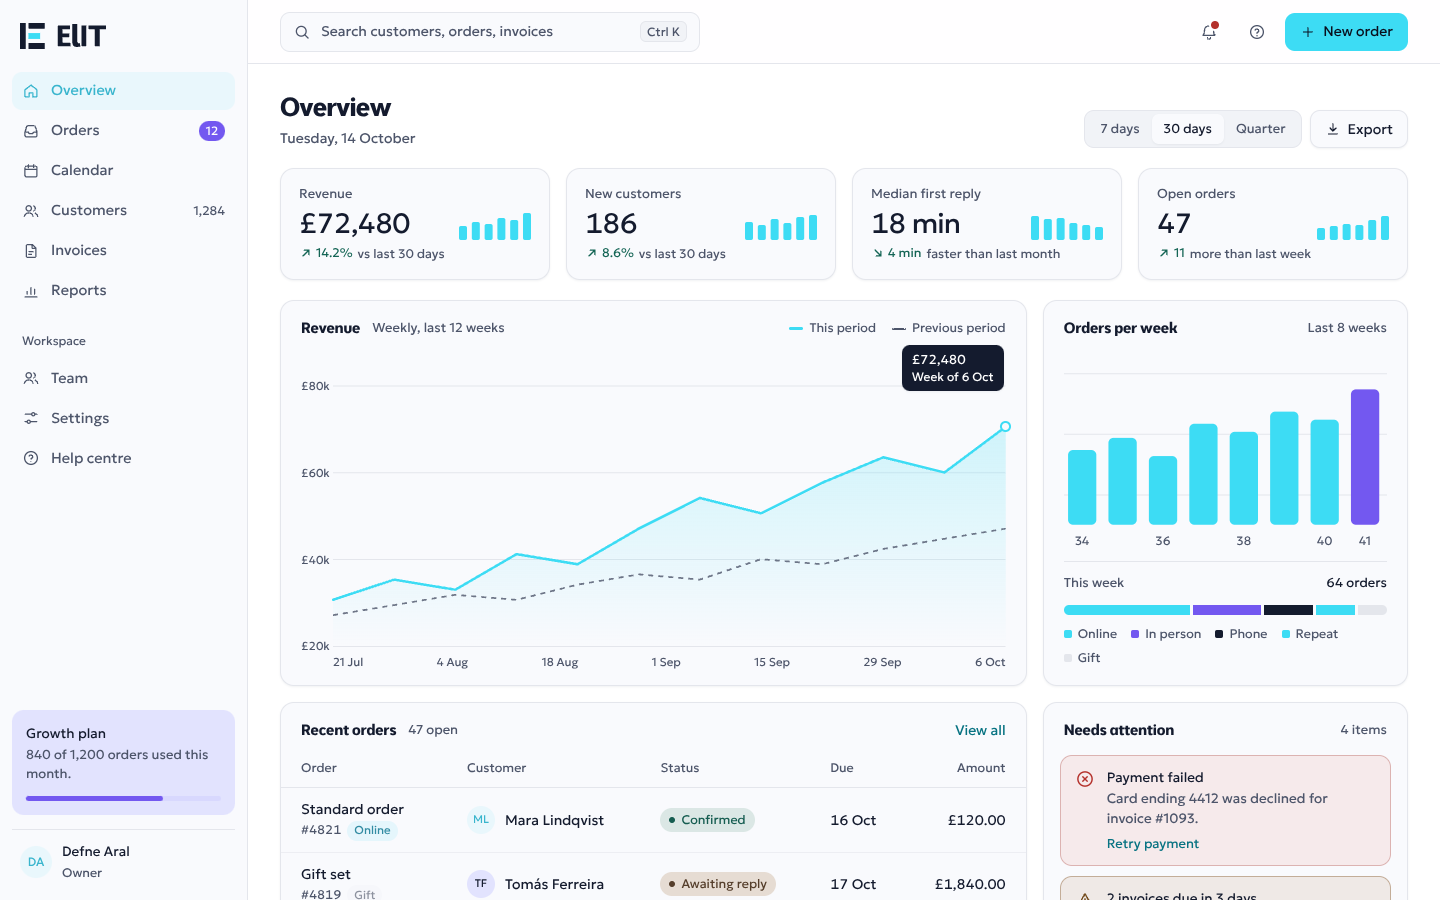 ElIT
Overview
Orders
12
Calendar
Customers
1,284
Invoices
Reports
Workspace
Team
Settings
Help centre
Growth plan
840 of 1,200 orders used this
month.
DA
Defne Aral
Owner
Search customers, orders, invoices
Ctrl K
New order
Overview
Tuesday, 14 October
7 days
30 days
Quarter
Export
Revenue
£72,480
14.2% vs last 30 days
New customers
186
8.6% vs last 30 days
Median first reply
18 min
4 min faster than last month
Open orders
47
11 more than last week
Revenue
Weekly, last 12 weeks
This period
Previous period
£72,480
Week of 6 Oct
£80k
£60k
£40k
£20k
21 Jul
4 Aug
18 Aug
1 Sep
15 Sep
29 Sep
6 Oct
Orders per week
Last 8 weeks
34
36
38
40
41
This week
64 orders
Online
In person
Phone
Repeat
Gift
Recent orders
47 open
View all
Order
Customer
Status
Due
Amount
Standard order
#4821
Online
ML
Mara Lindqvist
Confirmed
16 Oct
£120.00
Gift set
#4819
Gift
TF
Tomás Ferreira
Awaiting reply
17 Oct
£1,840.00
Needs attention
4 items
Payment failed
Card ending 4412 was declined for
invoice #1093.
Retry payment
2 invoices due in 3 days